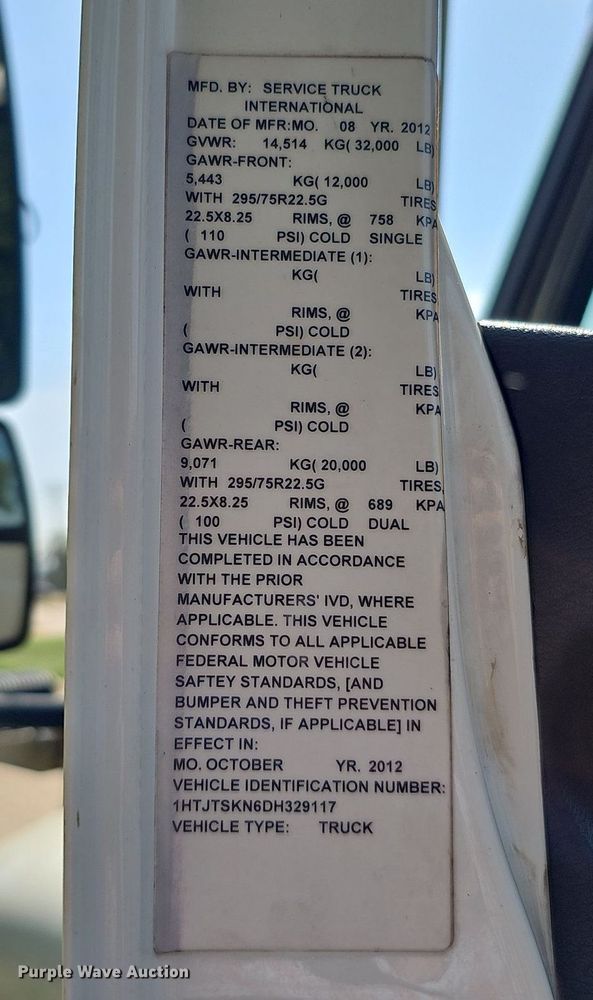 MFD. BY: SERVICE TRUCK
INTERNATIONAL
DATE OF MFR:MO. 08 YR. 2012
GVWR: 14,514 KG( 32,000 LB)
GAWR-FRONT:
5,443 KG( 12,000 LB)
WITH 295/75R22.5G TIRES
22.5X8.25 RIMS, @ 758 KPA
( 110 PSI) COLD SINGLE
GAWR-INTERMEDIATE (1):
KG( LB)
WITH TIRES
RIMS, @ KPA
( PSI) COLD
GAWR-INTERMEDIATE (2):
KG( LB)
WITH TIRES
RIMS, @ KPA
( PSI) COLD
GAWR-REAR:
9,071 KG( 20,000 LB)
WITH 295/75R22.5G TIRES,
22.5X8.25 RIMS, @ 689 KPA
( 100 PSI) COLD DUAL
THIS VEHICLE HAS BEEN
COMPLETED IN ACCORDANCE
WITH THE PRIOR
MANUFACTURERS' IVD, WHERE
APPLICABLE. THIS VEHICLE
CONFORMS TO ALL APPLICABLE
FEDERAL MOTOR VEHICLE
SAFTEY STANDARDS, [AND
BUMPER AND THEFT PREVENTION
STANDARDS, IF APPLICABLE] IN
EFFECT IN:
MO. OCTOBER YR. 2012
VEHICLE IDENTIFICATION NUMBER:
1HTJTSKN6DH329117
VEHICLE TYPE: TRUCK
Purple Wave Auction